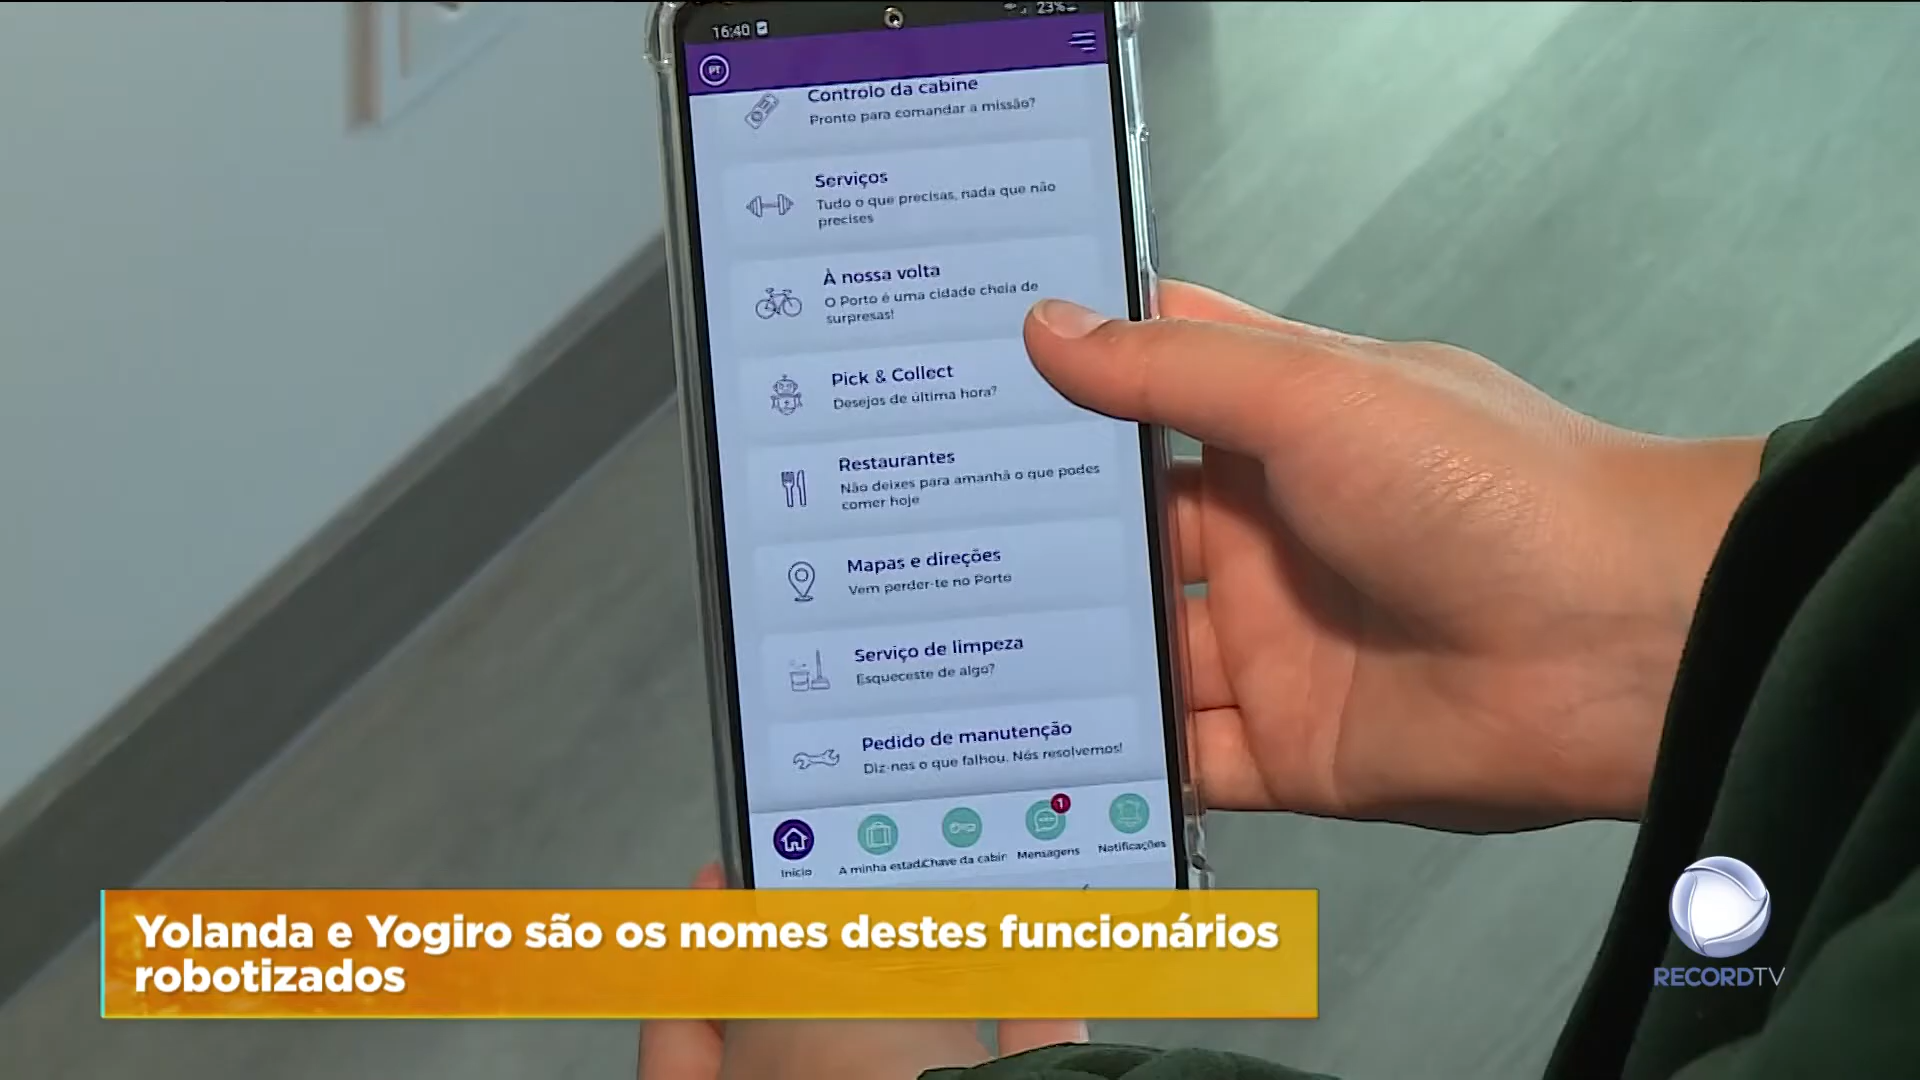 16:40
23%
PT
Controlo da cabine
Pronto para comandar a missão?
Serviços
Tudo o que precisas, nada que não
precises
À nossa volta
O Porto é uma cidade cheia de
surpresas!
Pick & Collect
Desejos de última hora?
Restaurantes
Não deixes para amanhã o que podes
comer hoje
Mapas e direções
Vem perder-te no Porto
Serviço de limpeza
Esqueceste de algo?
Pedido de manutenção
Diz-nos o que falhou. Nós resolvemos!
1
Início
A minha estad
Chave da cabin
Mensagens
Notificações
Yolanda e Yogiro são os nomes destes funcionários
robotizados
RECORDTV